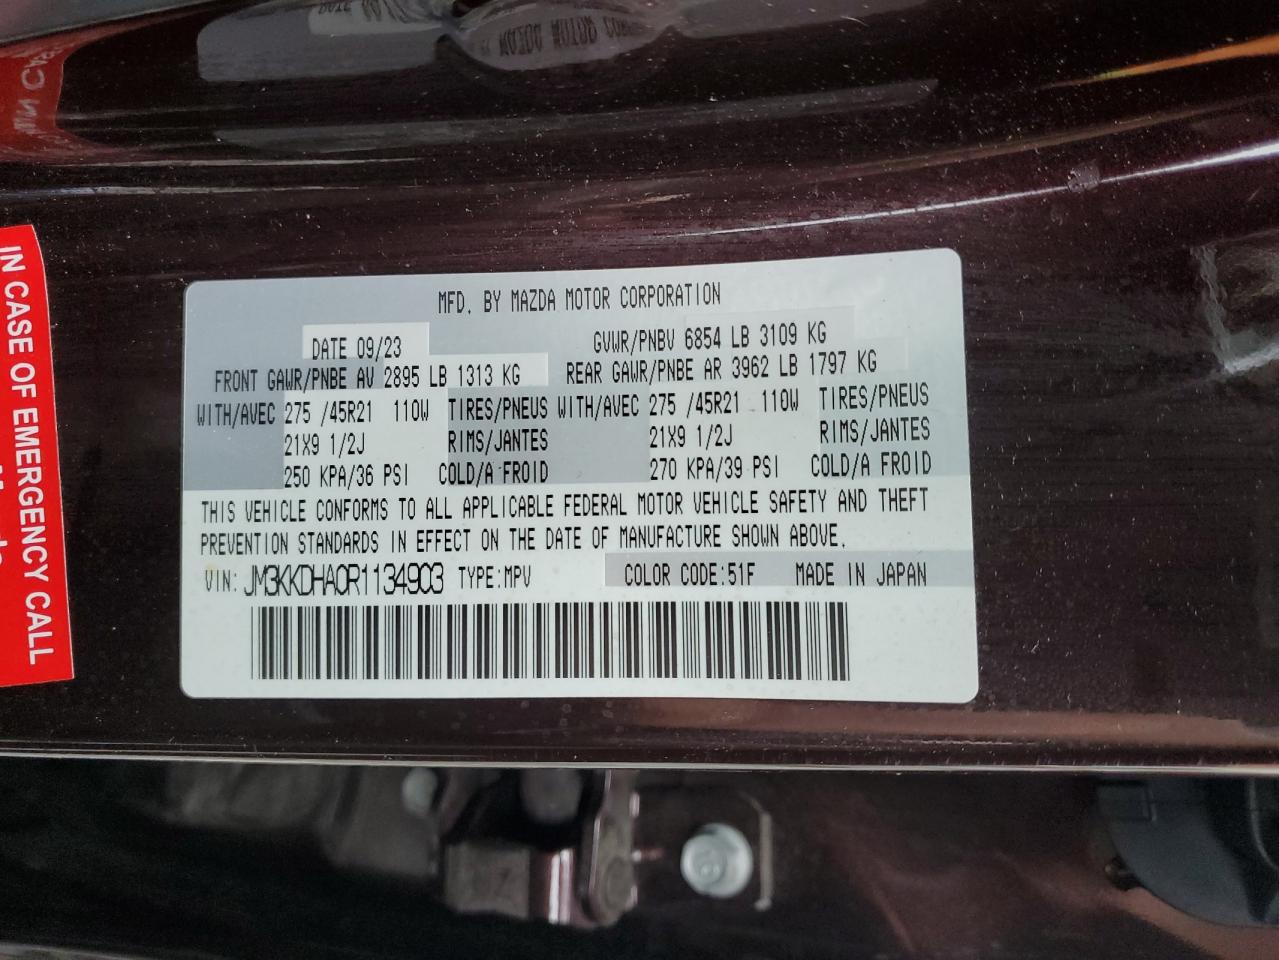 MFD. BY MAZDA MOTOR CORPORATION
DATE 09/23 GVWR/PNBV 6854 LB 3109 KG
FRONT GAWR/PNBE AV 2895 LB 1313 KG REAR GAWR/PNBE AR 3962 LB 1797 KG
WITH/AVEC 275 /45R21 110W TIRES/PNEUS WITH/AVEC 275 /45R21 110W TIRES/PNEUS
21X9 1/2J RIMS/JANTES 21X9 1/2J RIMS/JANTES
250 KPA/36 PSI COLD/A FROID 270 KPA/39 PSI COLD/A FROID
THIS VEHICLE CONFORMS TO ALL APPLICABLE FEDERAL MOTOR VEHICLE SAFETY AND THEFT
PREVENTION STANDARDS IN EFFECT ON THE DATE OF MANUFACTURE SHOWN ABOVE.
VIN: JM3KKDHA0R1134903 TYPE:MPV COLOR CODE:51F MADE IN JAPAN
IN CASE OF EMERGENCY CALL